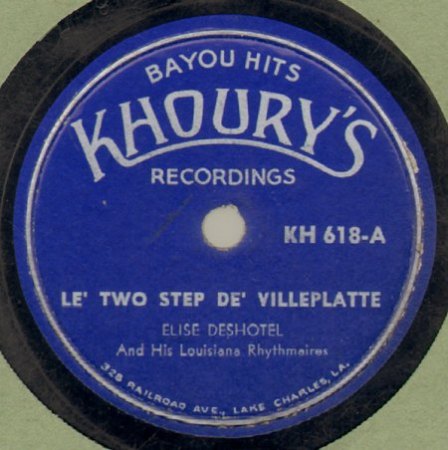 BAYOU HITS
KHOURY'S
RECORDINGS
KH 618-A
LE' TWO STEP DE' VILLEPLATTE
ELISE DESHOTEL
And His Louisiana Rhythmaires
328 RAILROAD AVE., LAKE CHARLES, LA.